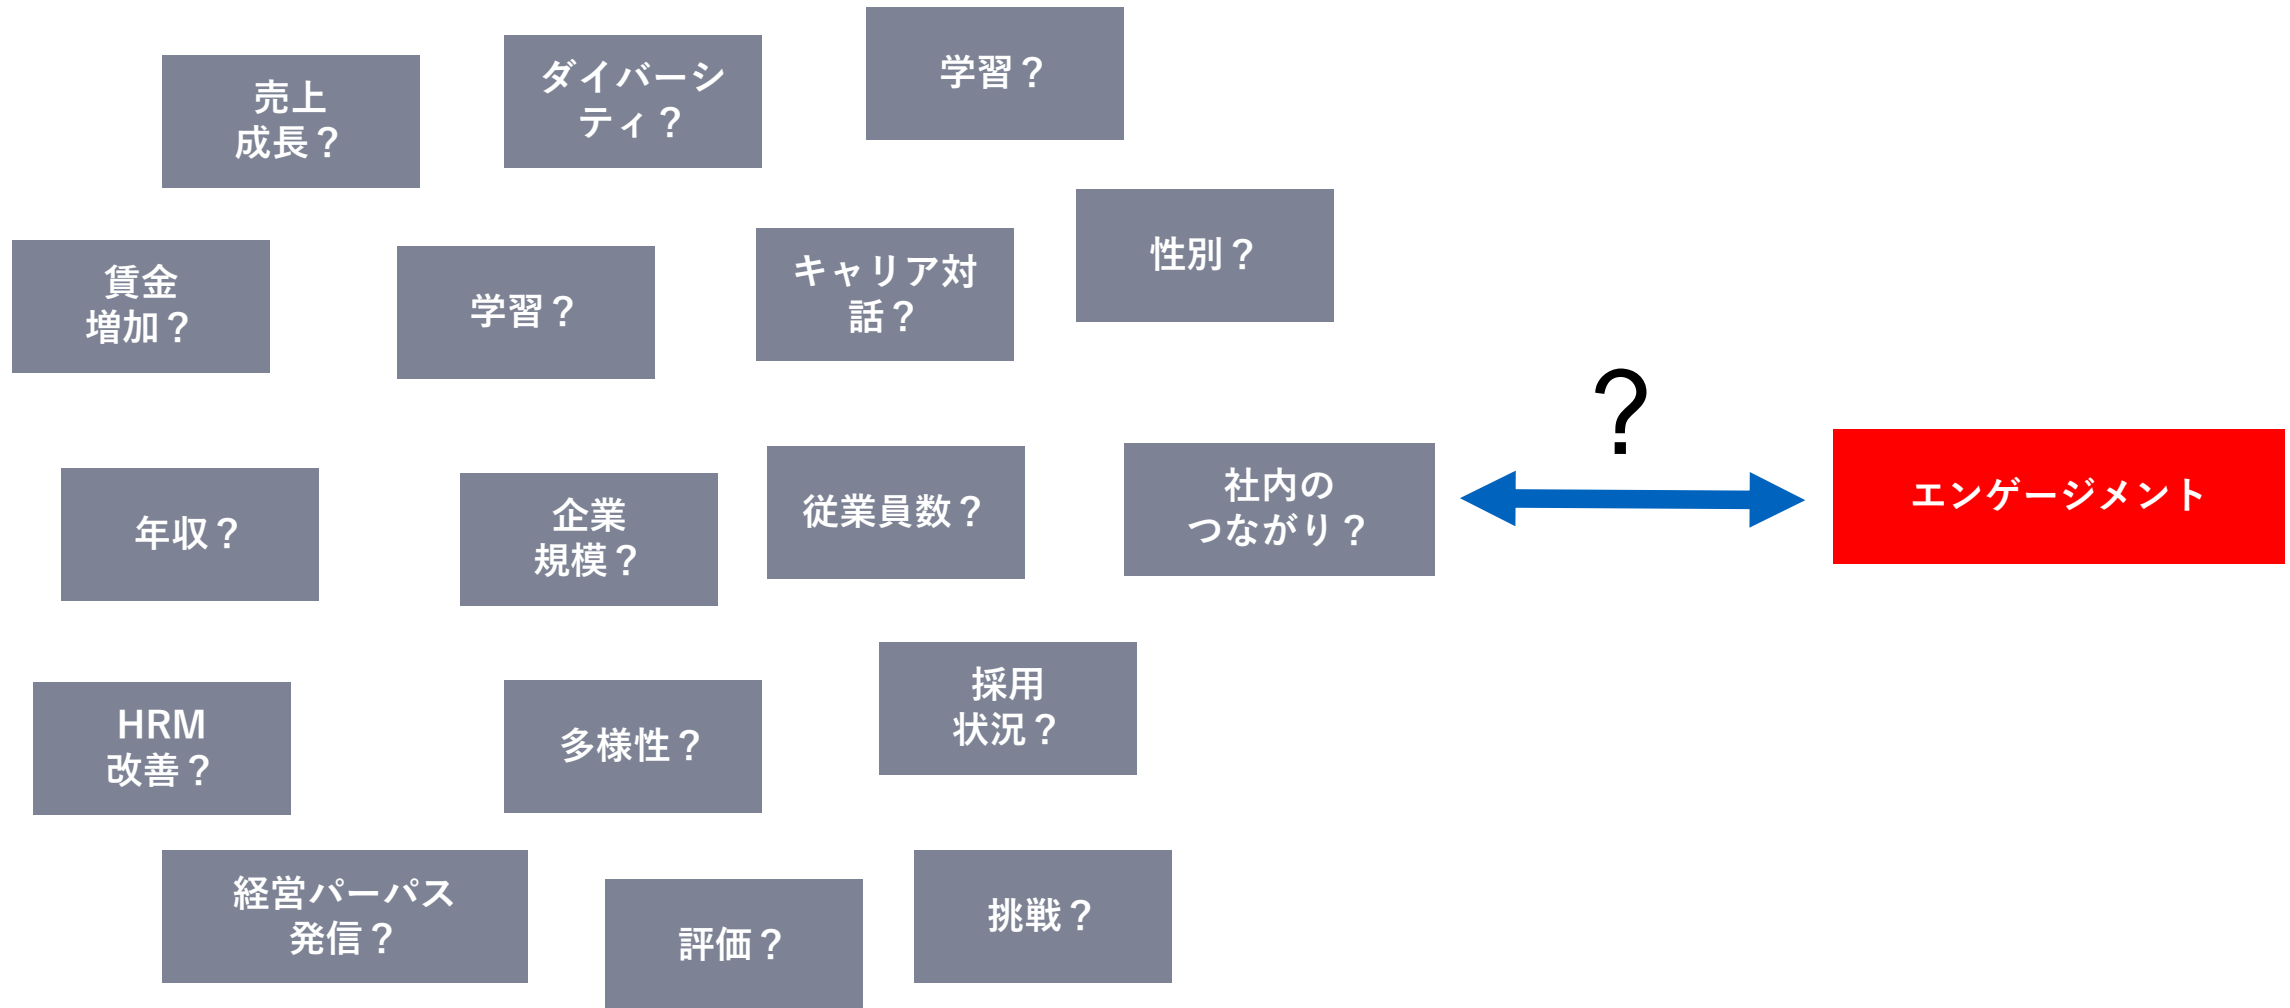 売上
成長？
ダイバーシ
ティ？
学習？
賃金
増加？
学習？
キャリア対
話？
性別？
？
年収？
企業
規模？
従業員数？
社内の
つながり？
エンゲージメント
HRM
改善？
多様性？
採用
状況？
経営パーパス
発信？
評価？
挑戦？